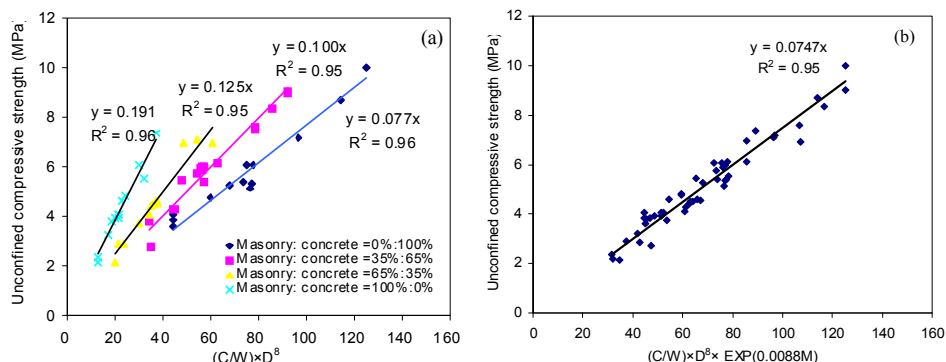 (a)
Unconfined compressive strength (MPa)
12
10
8
6
4
2
0
0 20 40 60 80 100 120 140 160
(C/W)×D⁸
y = 0.191
R² = 0.96
y = 0.125x
R² = 0.95
y = 0.100x
R² = 0.95
y = 0.077x
R² = 0.96
Masonry: concrete =0%:100%
Masonry: concrete =35%:65%
Masonry: concrete =65%:35%
Masonry: concrete =100%:0%
(b)
Unconfined compressive strength (MPa)
12
10
8
6
4
2
0
0 20 40 60 80 100 120 140 160
(C/W)×D⁸× EXP(0.0088M)
y = 0.0747x
R² = 0.95